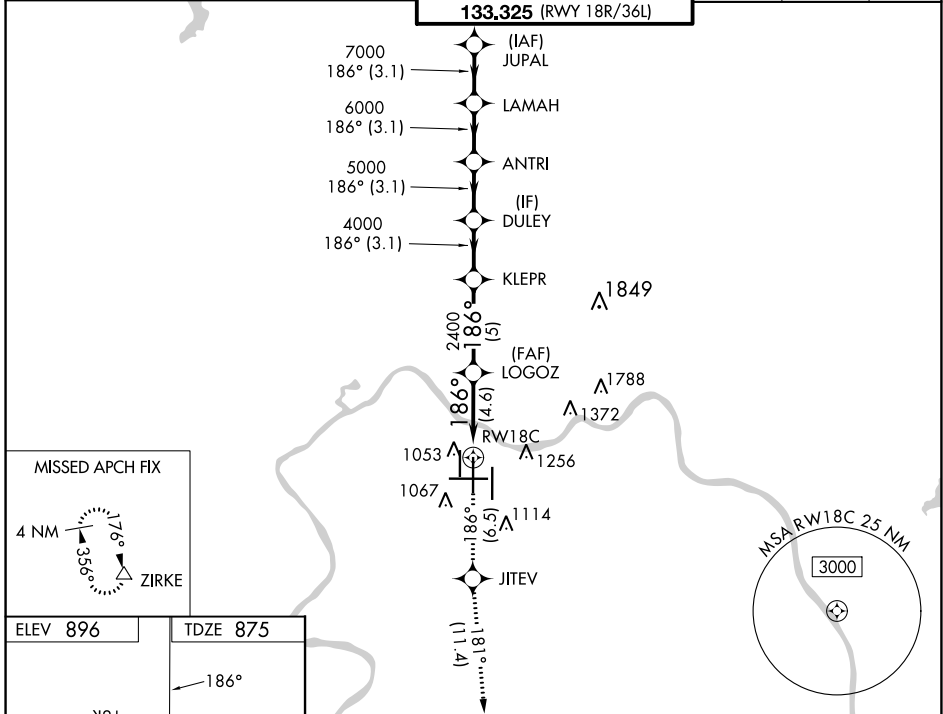 133.325 (RWY 18R/36L)
(IAF)
JUPAL
7000
186° (3.1)
LAMAH
6000
186° (3.1)
ANTRI
5000
186° (3.1)
(IF)
DULEY
4000
186° (3.1)
KLEPR
1849
2400
186°
(5)
(FAF)
LOGOZ
1788
1372
186°
(4.6)
RW18C
1053
1256
1067
1114
186°
(6.5)
JITEV
181°
(11.4)
MISSED APCH FIX
4 NM
176°
356°
ZIRKE
MSA RW18C 25 NM
3000
ELEV 896
TDZE 875
186°